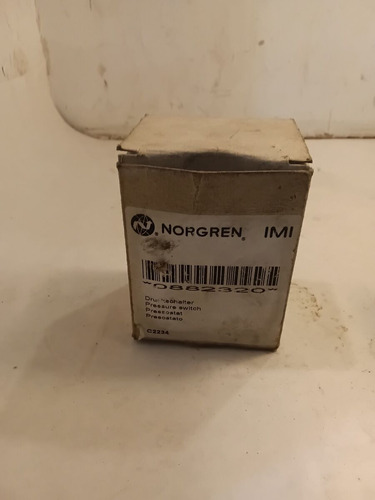 NORGREN® IMI
*0882320*
Druckschalter
Pressure switch
Pressostat
Pressostato
C2234